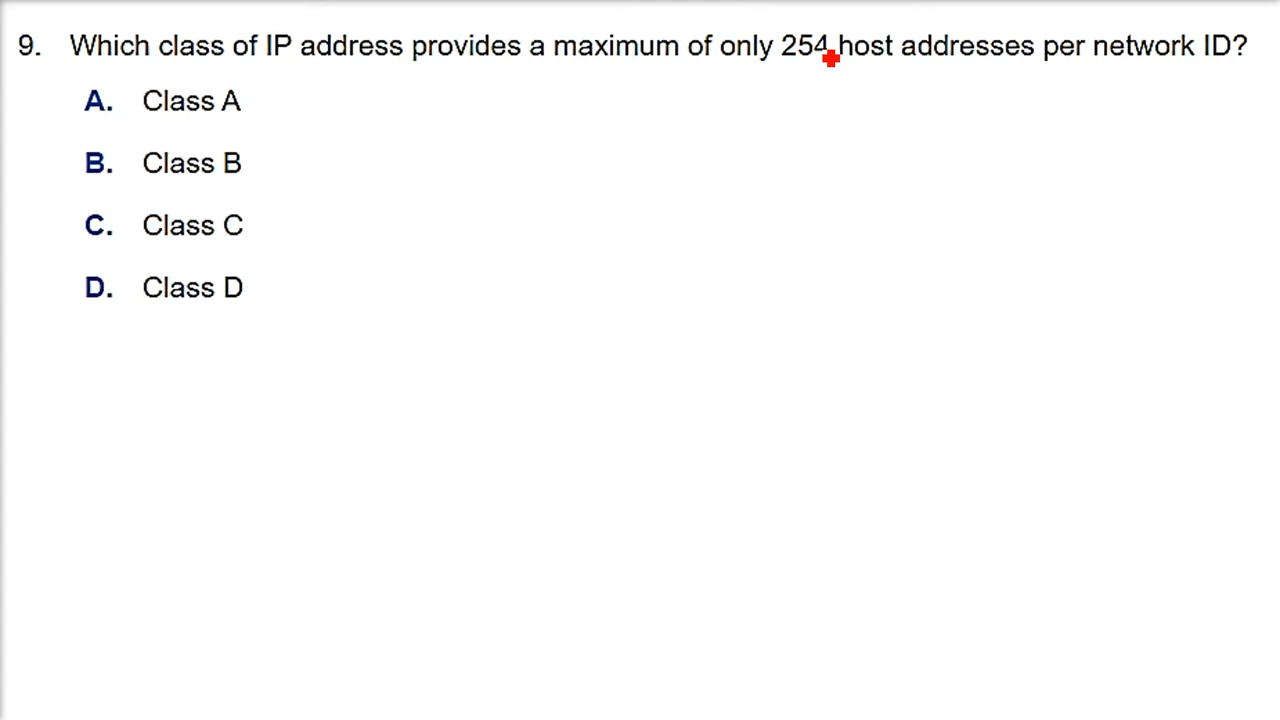 9. Which class of IP address provides a maximum of only 254 host addresses per network ID?
A. Class A
B. Class B
C. Class C
D. Class D